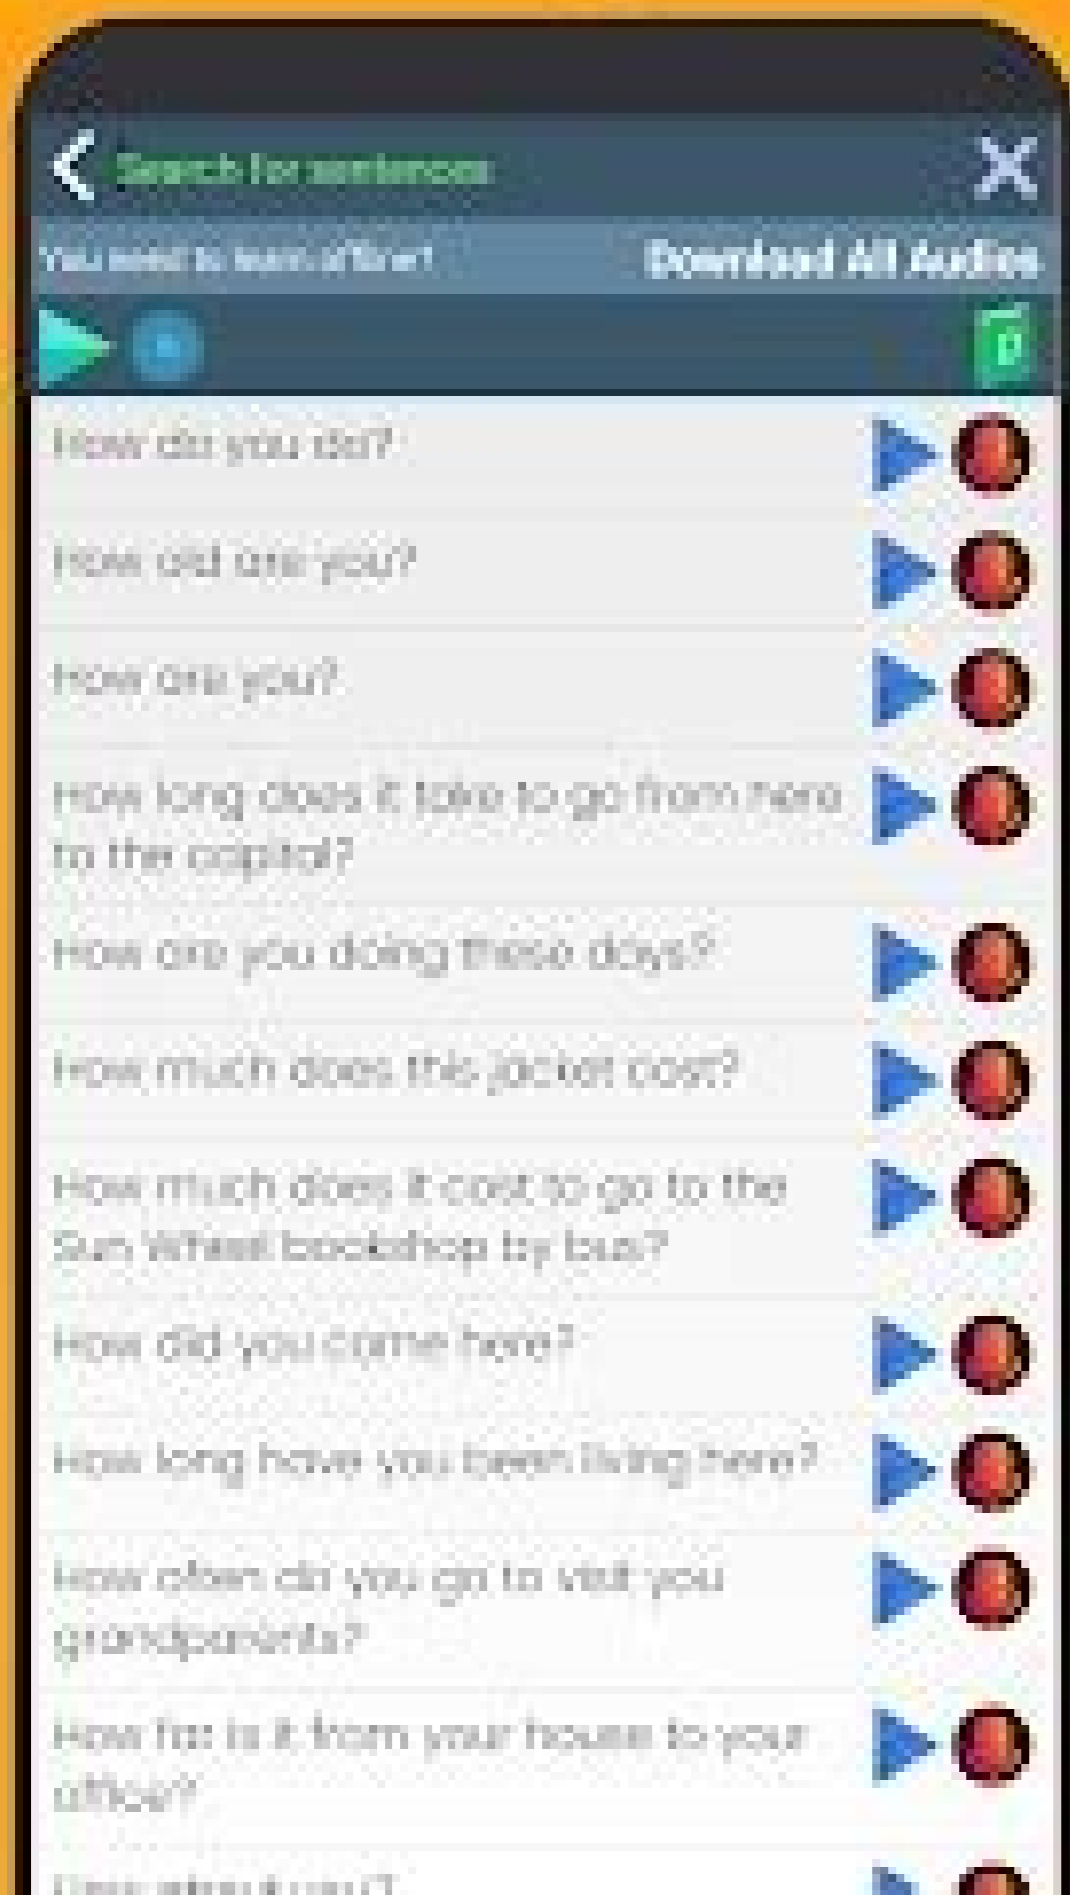 Search for sentences
You need to learn offline?
Download All Audios
How do you do?
How old are you?
How are you?
How long does it take to go from here
to the capital?
How are you doing these days?
How much does this jacket cost?
How much does it cost to go to the
Sun Wheel bookshop by bus?
How did you come here?
How long have you been living here?
How often do you go to visit you
grandparents?
How far is it from your house to your
office?
How about you?